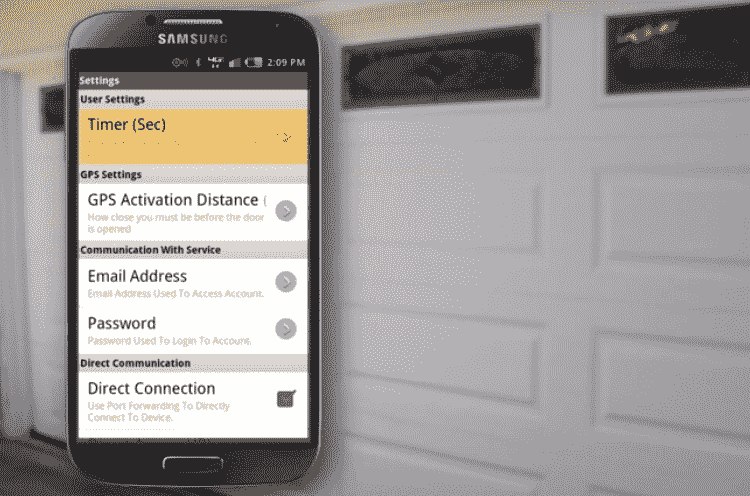 SAMSUNG
2:09 PM
Settings
User Settings
Timer (Sec)
GPS Settings
GPS Activation Distance (
How close you must be before the door
is opened
Communication With Service
Email Address
Email Address Used To Access Account.
Password
Password Used To Login To Account.
Direct Communication
Direct Connection
Use Port Forwarding To Directly
Connect To Device.